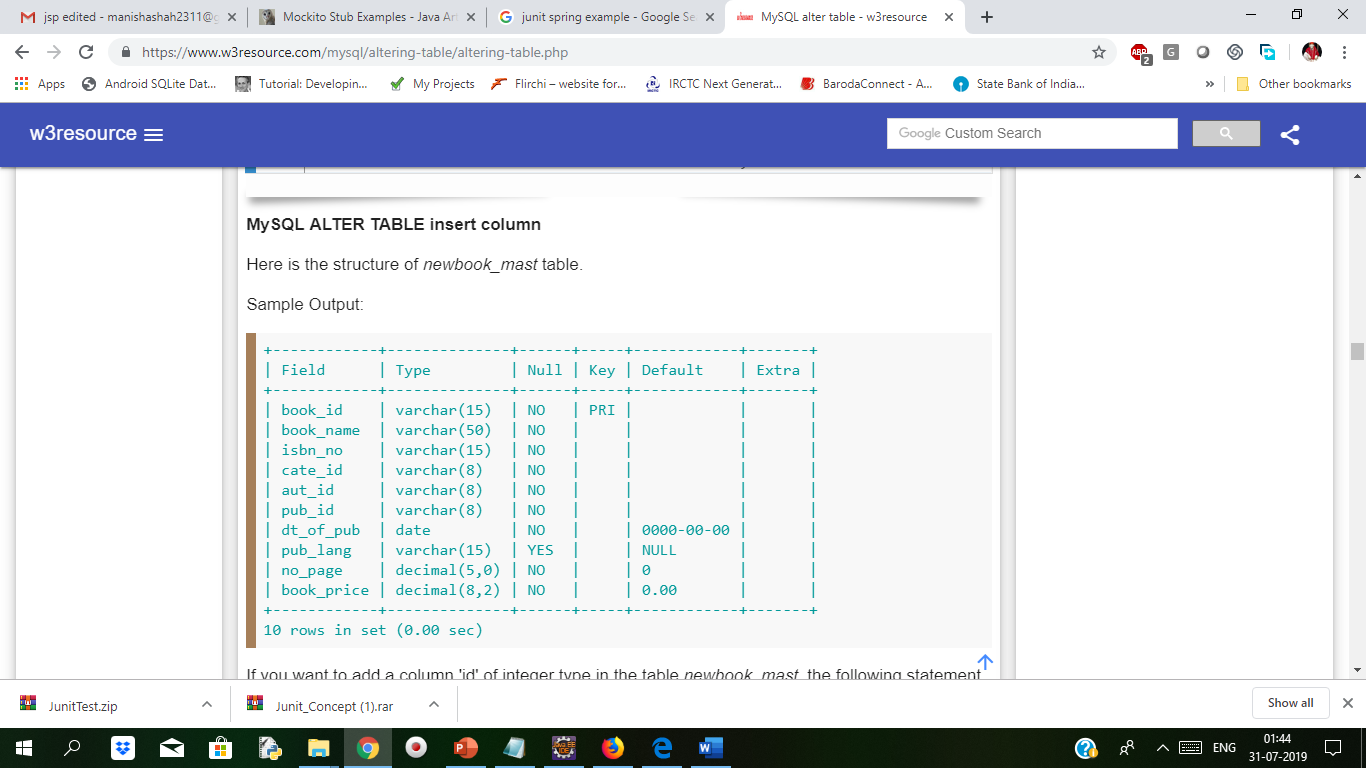 jsp edited - manishashah2311@g
Mockito Stub Examples - Java Art
junit spring example - Google Se
MySQL alter table - w3resource
https://www.w3resource.com/mysql/altering-table/altering-table.php
ABP
2
G
Apps
Android SQLite Dat...
Tutorial: Developin...
My Projects
Flirchi – website for...
IRCTC Next Generat...
BarodaConnect - A...
State Bank of India...
»
Other bookmarks
w3resource
Google Custom Search
MySQL ALTER TABLE insert column
Here is the structure of newbook_mast table.
Sample Output:
+------------+--------------+------+-----+------------+-------+
| Field      | Type         | Null | Key | Default    | Extra |
+------------+--------------+------+-----+------------+-------+
| book_id    | varchar(15)  | NO   | PRI |            |       |
| book_name  | varchar(50)  | NO   |     |            |       |
| isbn_no    | varchar(15)  | NO   |     |            |       |
| cate_id    | varchar(8)   | NO   |     |            |       |
| aut_id     | varchar(8)   | NO   |     |            |       |
| pub_id     | varchar(8)   | NO   |     |            |       |
| dt_of_pub  | date         | NO   |     | 0000-00-00 |       |
| pub_lang   | varchar(15)  | YES  |     | NULL       |       |
| no_page    | decimal(5,0) | NO   |     | 0          |       |
| book_price | decimal(8,2) | NO   |     | 0.00       |       |
+------------+--------------+------+-----+------------+-------+
10 rows in set (0.00 sec)
If you want to add a column 'id' of integer type in the table newbook_mast, the following statement
JunitTest.zip
Junit_Concept (1).rar
Show all
ENG
01:44
31-07-2019